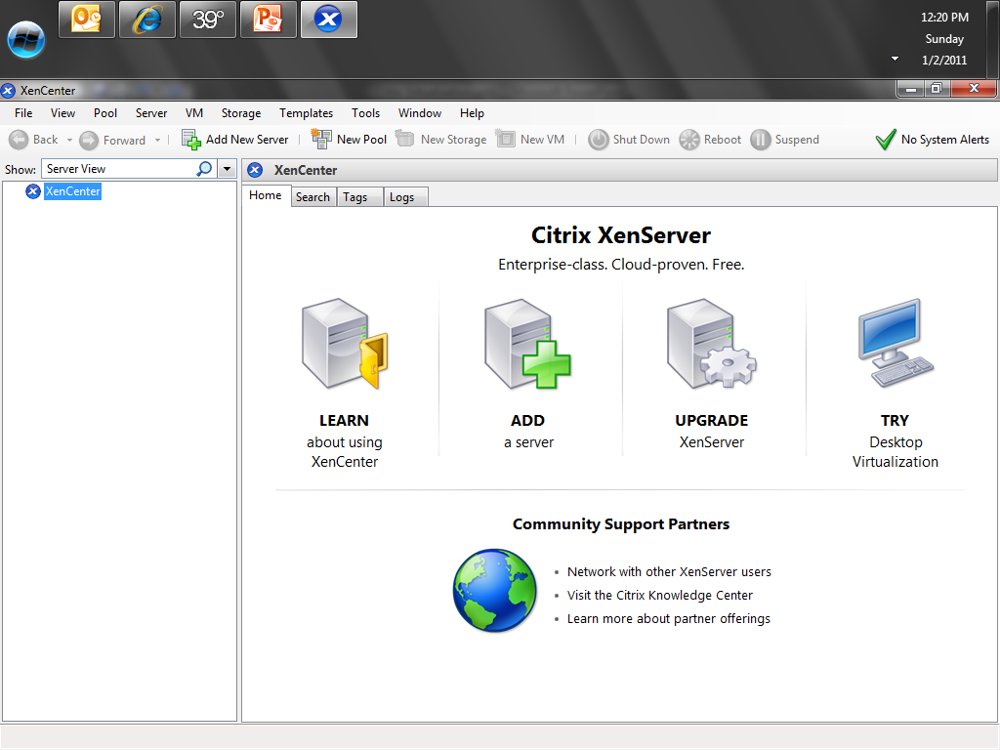 39°
12:20 PM
Sunday
1/2/2011
XenCenter
File View Pool Server VM Storage Templates Tools Window Help
Back Forward Add New Server New Pool New Storage New VM Shut Down Reboot Suspend No System Alerts
Show: Server View
XenCenter
XenCenter
Home Search Tags Logs
Citrix XenServer
Enterprise-class. Cloud-proven. Free.
LEARN
about using
XenCenter
ADD
a server
UPGRADE
XenServer
TRY
Desktop
Virtualization
Community Support Partners
Network with other XenServer users
Visit the Citrix Knowledge Center
Learn more about partner offerings